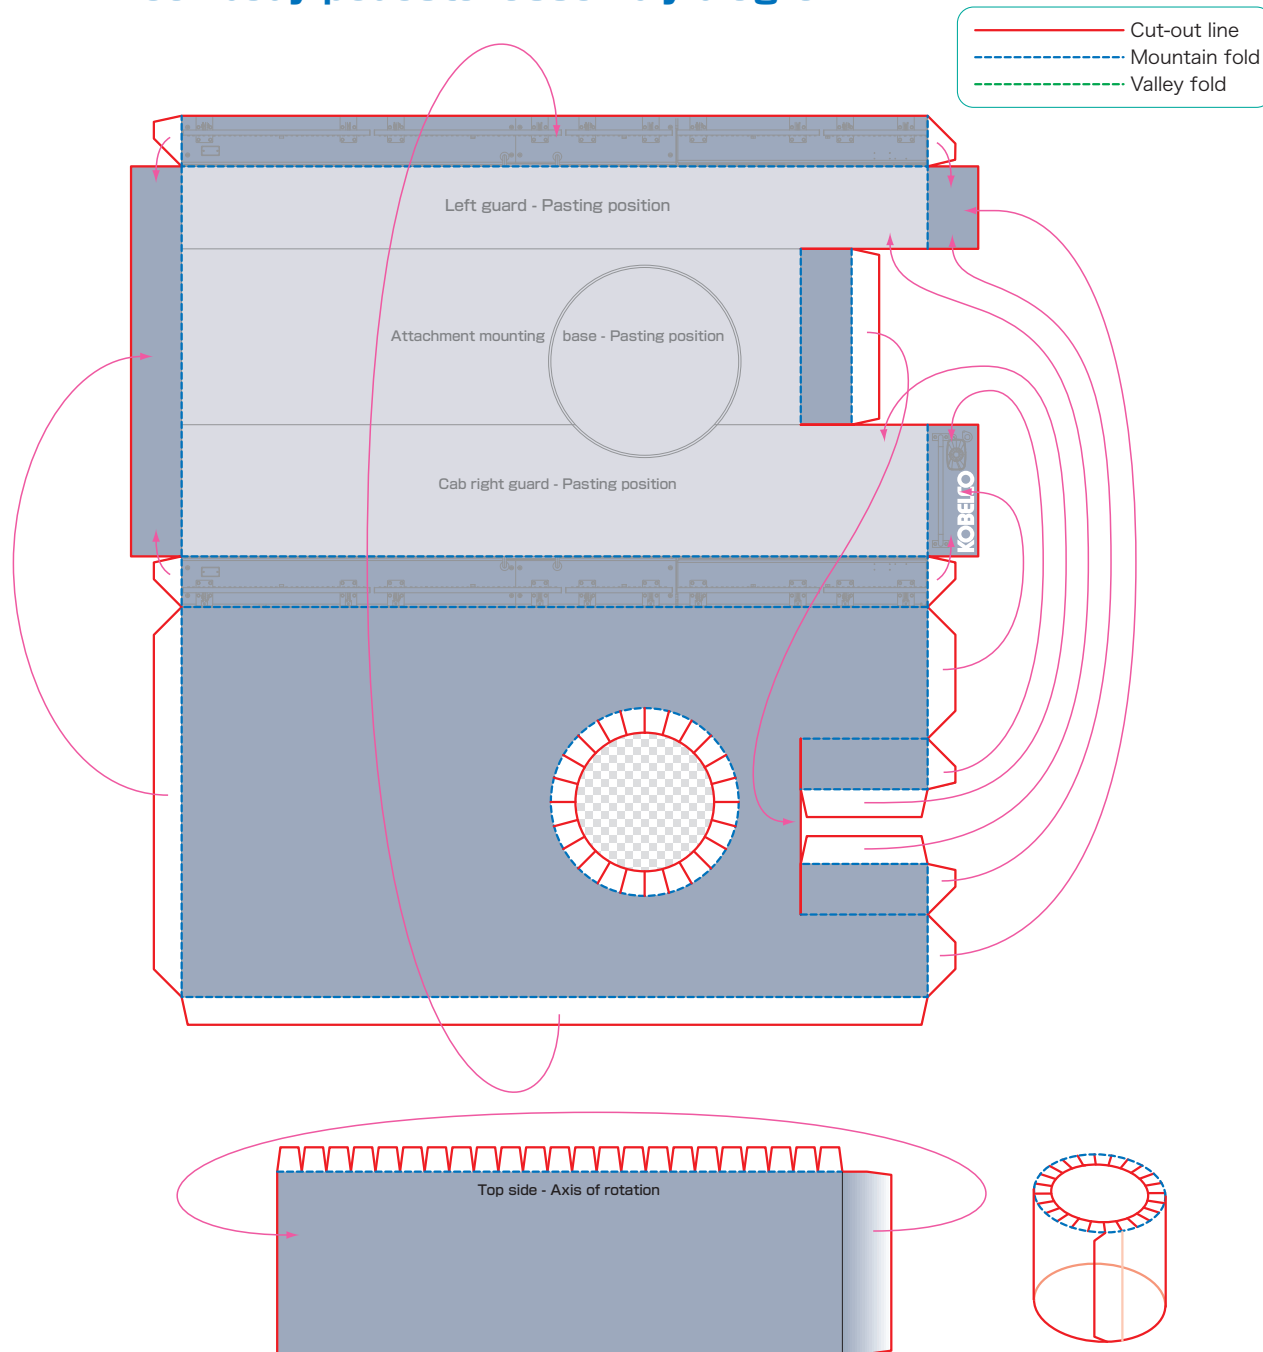 Cut-out line
Mountain fold
Valley fold
Left guard - Pasting position
Attachment mounting base - Pasting position
Cab right guard - Pasting position
KOBELCO
Top side - Axis of rotation